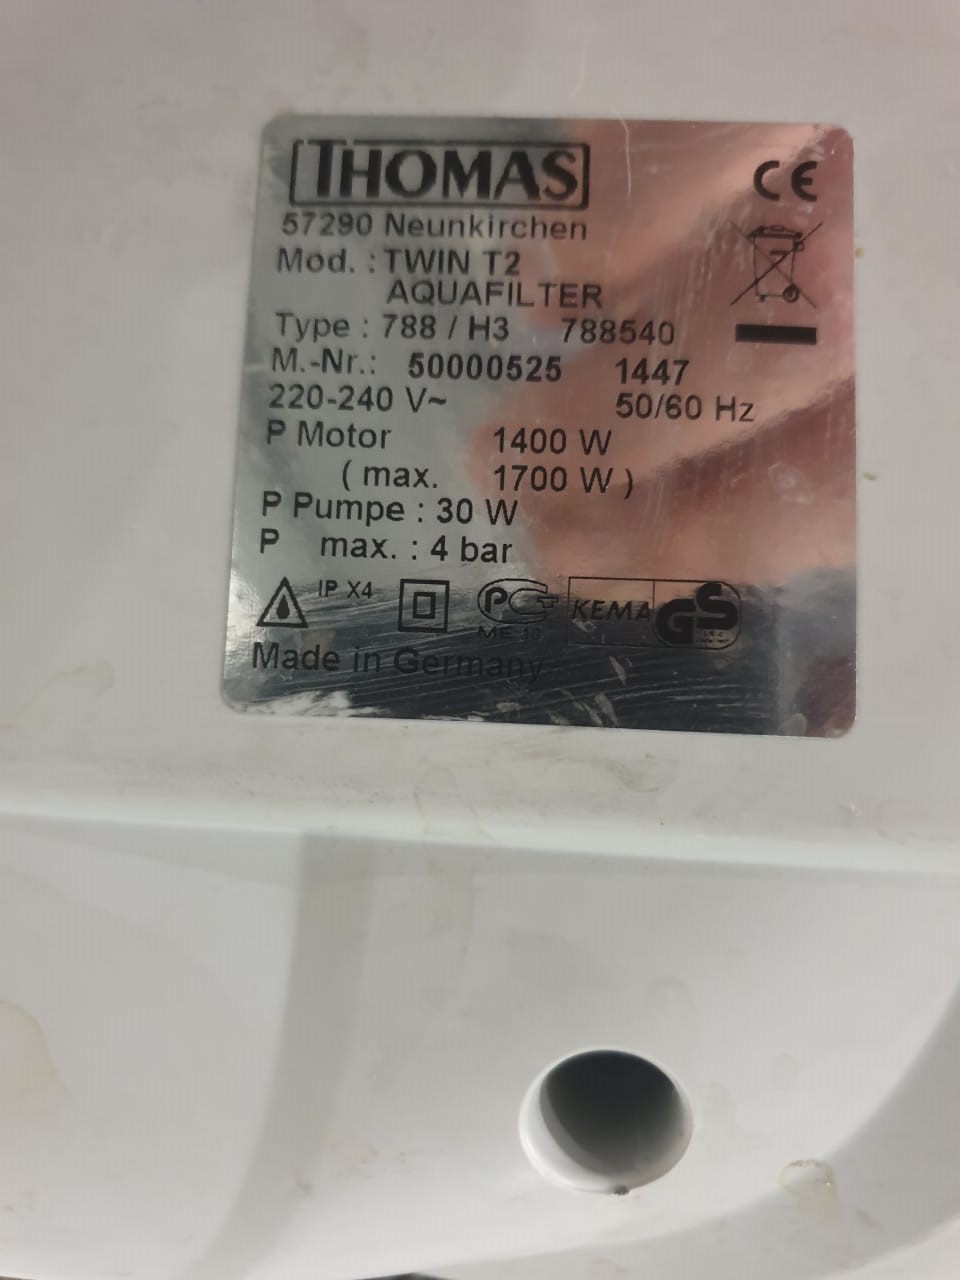 THOMAS
57290 Neunkirchen
Mod. : TWIN T2
AQUAFILTER
Type : 788 / H3 788540
M.-Nr.: 50000525 1447
220-240 V~ 50/60 Hz
P Motor 1400 W
( max. 1700 W )
P Pumpe : 30 W
P max. : 4 bar
IP X4
KEMA
GS
Made in Germany
CE